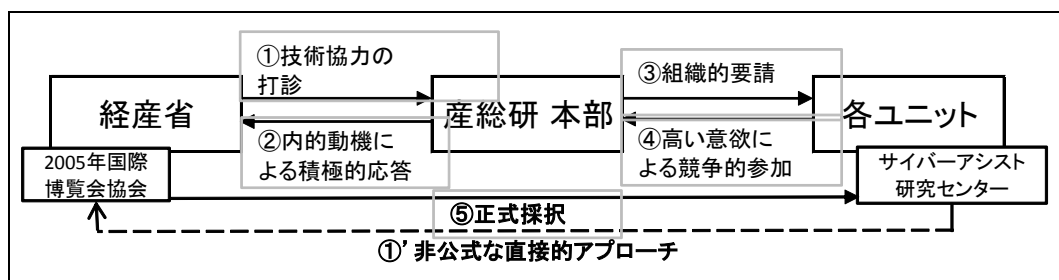 ①技術協力の
打診
③組織的要請
経産省
産総研 本部
各ユニット
②内的動機に
よる積極的応答
④高い意欲に
よる競争的参加
2005年国際
博覧会協会
サイバーアシスト
研究センター
⑤正式採択
①’非公式な直接的アプローチ